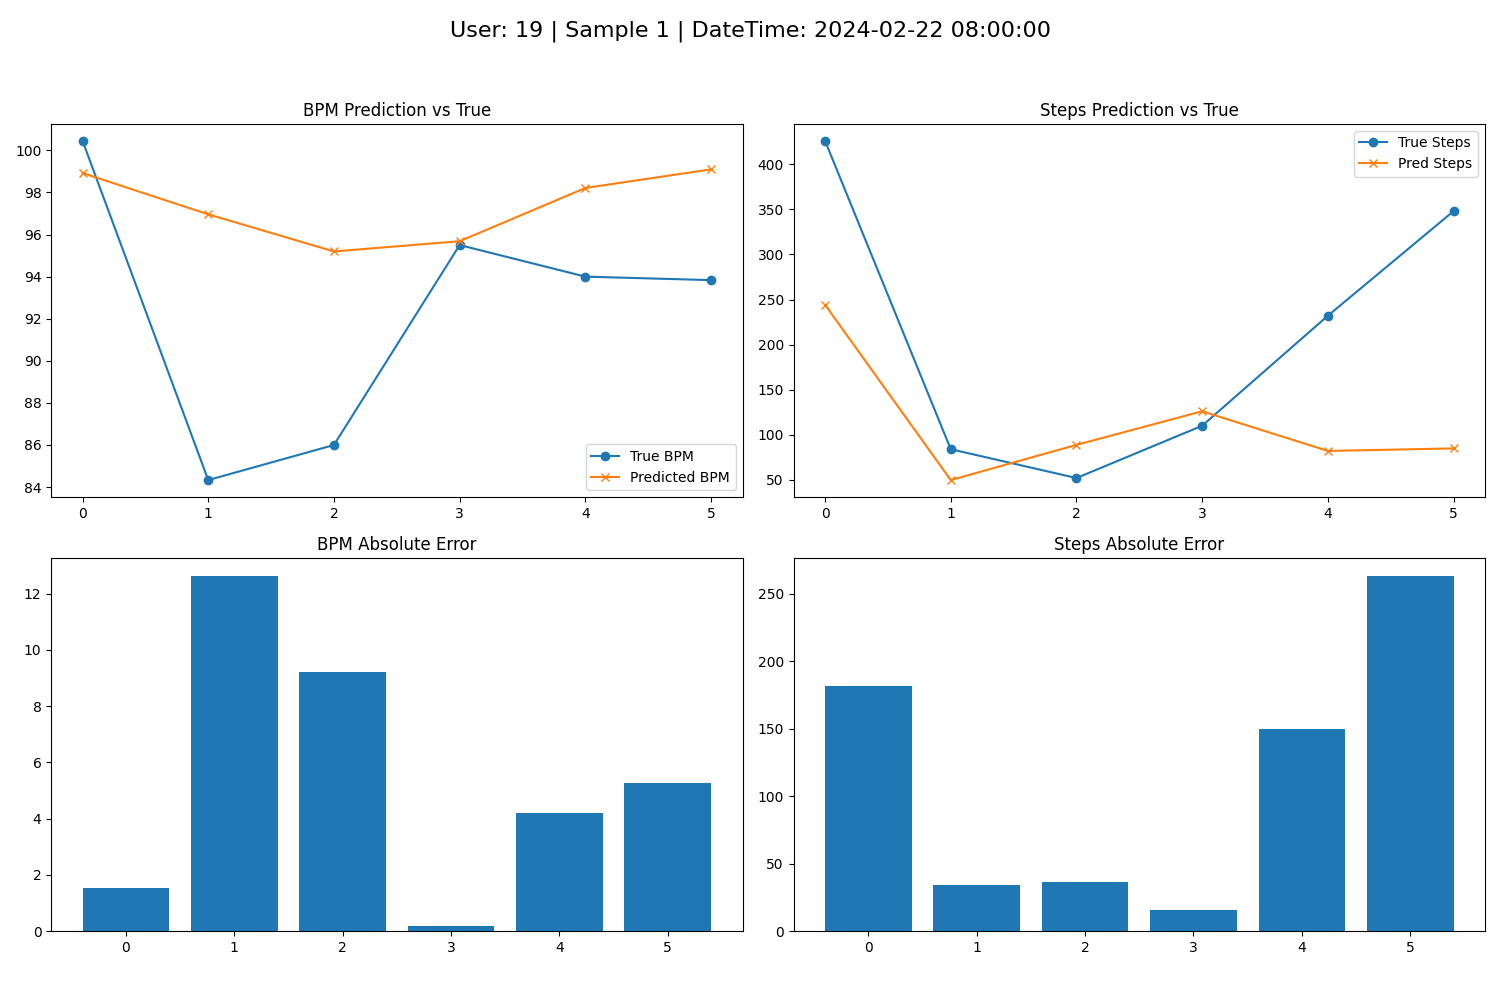 User: 19 | Sample 1 | DateTime: 2024-02-22 08:00:00
BPM Prediction vs True
100
98
96
94
92
90
88
86
84
0 1 2 3 4 5
True BPM
Predicted BPM
Steps Prediction vs True
400
350
300
250
200
150
100
50
0 1 2 3 4 5
True Steps
Pred Steps
BPM Absolute Error
12
10
8
6
4
2
0
0 1 2 3 4 5
Steps Absolute Error
250
200
150
100
50
0
0 1 2 3 4 5